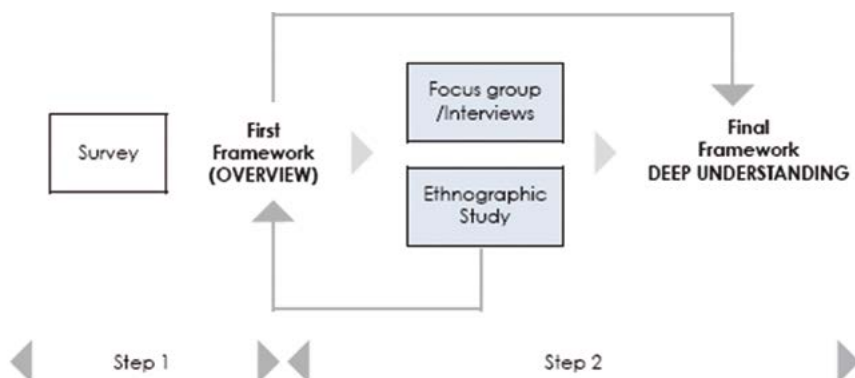 Survey
First
Framework
(OVERVIEW)
Focus group
/Interviews
Ethnographic
Study
Final
Framework
DEEP UNDERSTANDING
Step 1
Step 2